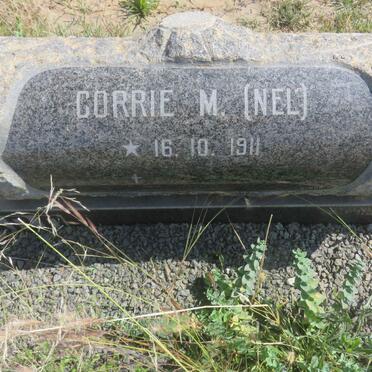 CORRIE M. (NEL)
★ 16. 10. 1911
✝